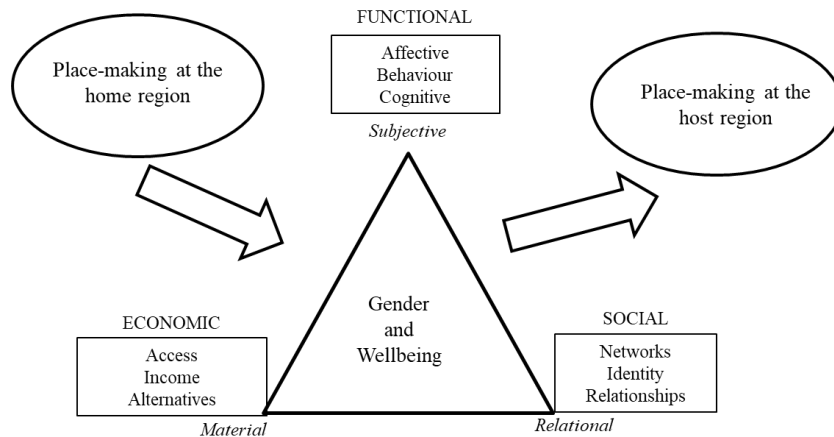 FUNCTIONAL
Place-making at the
home region
Affective
Behaviour
Cognitive
Subjective
Place-making at the
host region
Gender
and
Wellbeing
ECONOMIC
Access
Income
Alternatives
Material
SOCIAL
Networks
Identity
Relationships
Relational